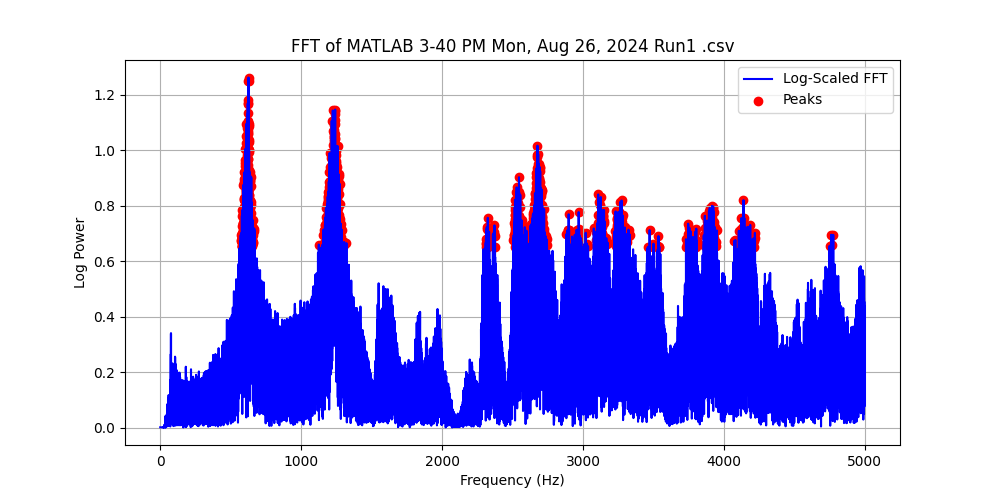 FFT of MATLAB 3-40 PM Mon, Aug 26, 2024 Run1 .csv
Log-Scaled FFT
Peaks
1.2
1.0
0.8
0.6
0.4
0.2
0.0
Log Power
0 1000 2000 3000 4000 5000
Frequency (Hz)